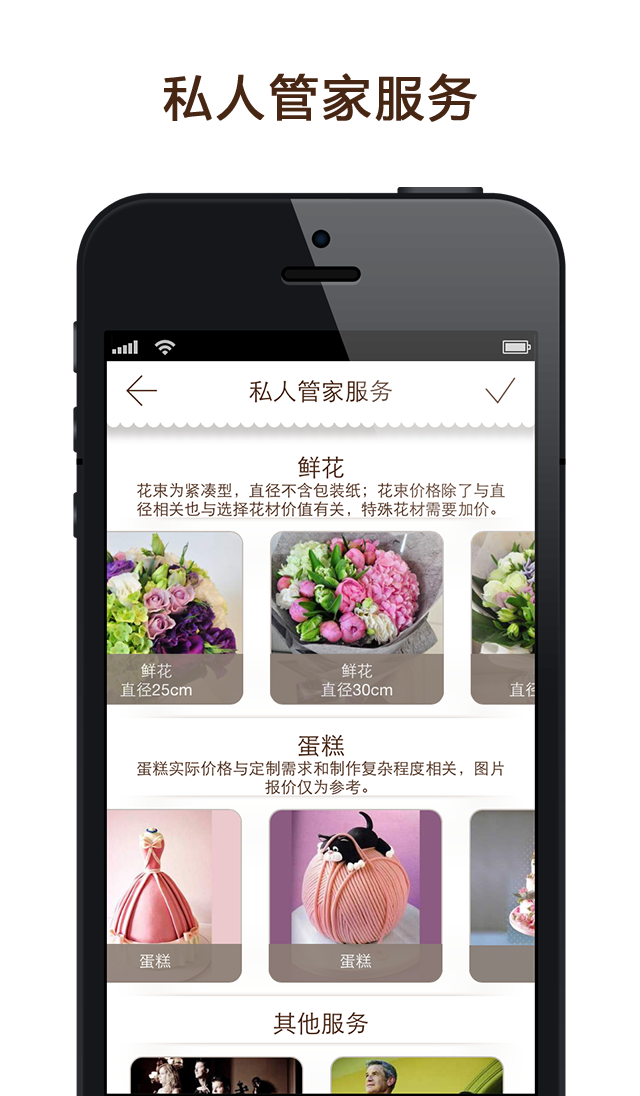 私人管家服务
私人管家服务
鲜花
花束为紧凑型，直径不含包装纸；花束价格除了与直
径相关也与选择花材价值有关，特殊花材需要加价。
鲜花
直径25cm
鲜花
直径30cm
直径
蛋糕
蛋糕实际价格与定制需求和制作复杂程度相关，图片
报价仅为参考。
蛋糕
蛋糕
其他服务